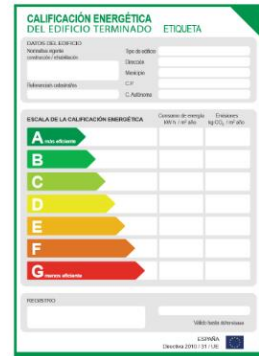 CALIFICACIÓN ENERGÉTICA
DEL EDIFICIO TERMINADO ETIQUETA
DATOS DEL EDIFICIO
Normativa vigente
construcción / rehabilitación
Tipo de edificio
Dirección
Municipio
Referencia/s catastral/es
C.P.
C. Autónoma
ESCALA DE LA CALIFICACIÓN ENERGÉTICA
Consumo de energía
kW h / m² año
Emisiones
kg CO₂ / m² año
A más eficiente
B
C
D
E
F
G menos eficiente
REGISTRO
Válido hasta dd/mm/aaaa
ESPAÑA
Directiva 2010 / 31 / UE